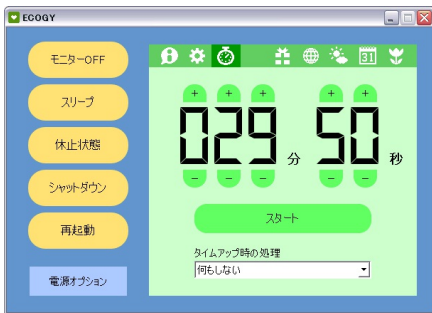 ECOGY
モニターOFF
スリープ
休止状態
シャットダウン
再起動
電源オプション
31
+ + + + +
029 分 50 秒
- - - - -
スタート
タイムアップ時の処理
何もしない